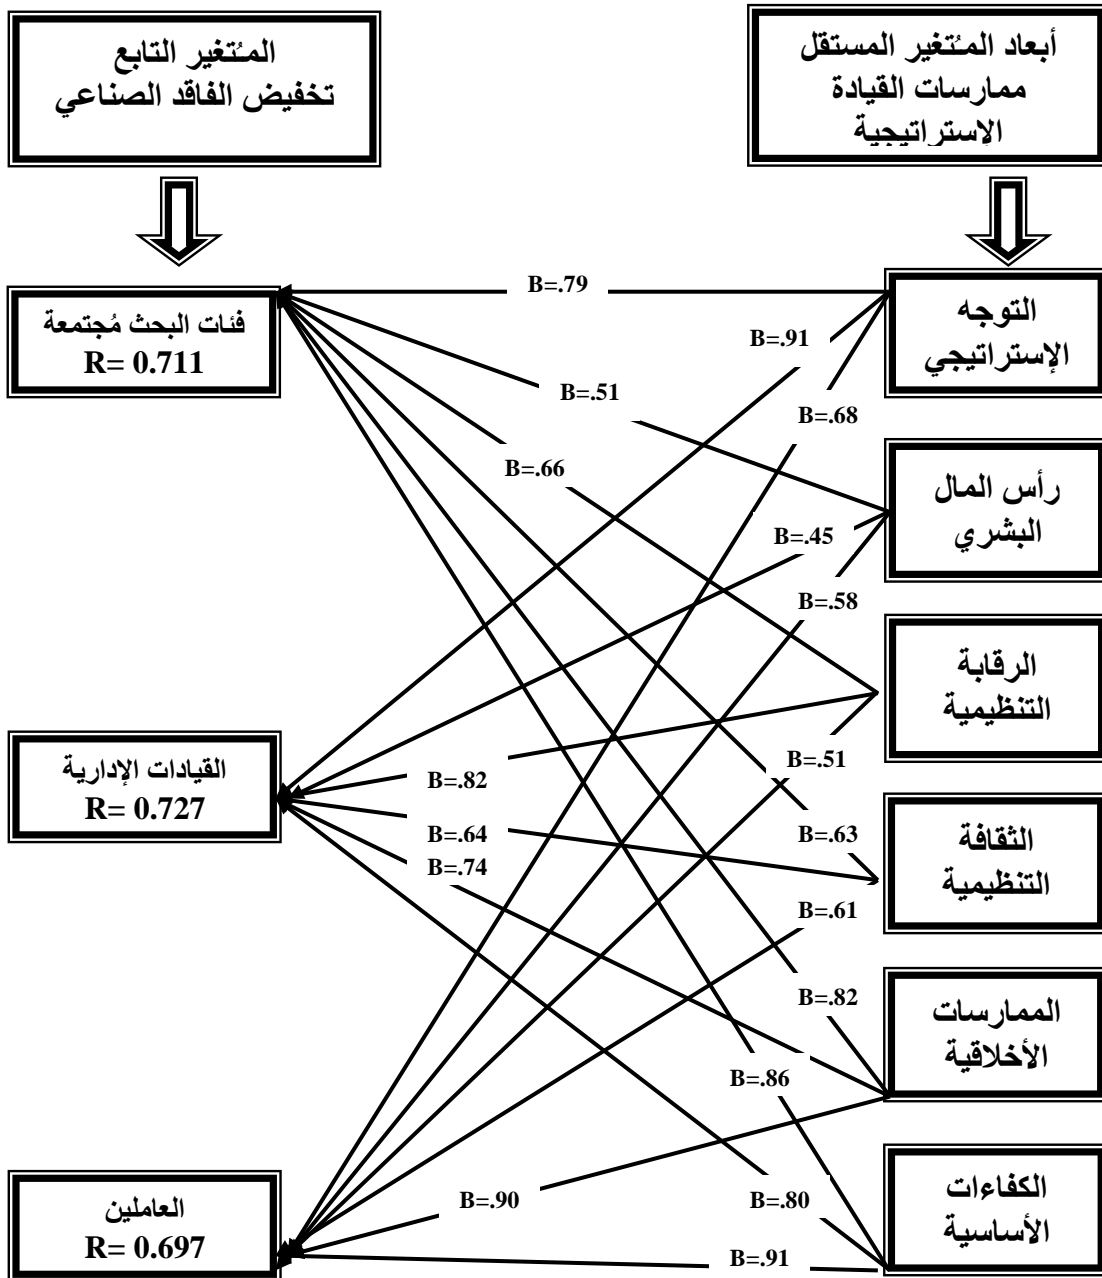 أبعاد المُتغير المستقل
ممارسات القيادة
الإستراتيجية
المُتغير التابع
تخفيض الفاقد الصناعي
التوجه
الإستراتيجي
رأس المال
البشري
الرقابة
التنظيمية
الثقافة
التنظيمية
الممارسات
الأخلاقية
الكفاءات
الأساسية
B=.79
B=.91
B=.51
B=.68
B=.66
B=.45
B=.58
B=.51
B=.82
B=.64
B=.63
B=.74
B=.61
B=.82
B=.86
B=.90
B=.80
B=.91
فئات البحث مُجتمعة
R= 0.711
القيادات الإدارية
R= 0.727
العاملين
R= 0.697